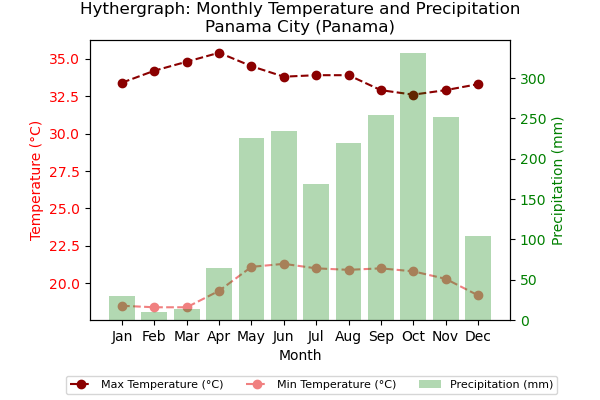 Hythergraph: Monthly Temperature and Precipitation
Panama City (Panama)
35.0
32.5
30.0
27.5
25.0
22.5
20.0
Temperature (°C)
300
250
200
150
100
50
0
Precipitation (mm)
Jan Feb Mar Apr May Jun Jul Aug Sep Oct Nov Dec
Month
Max Temperature (°C) Min Temperature (°C) Precipitation (mm)